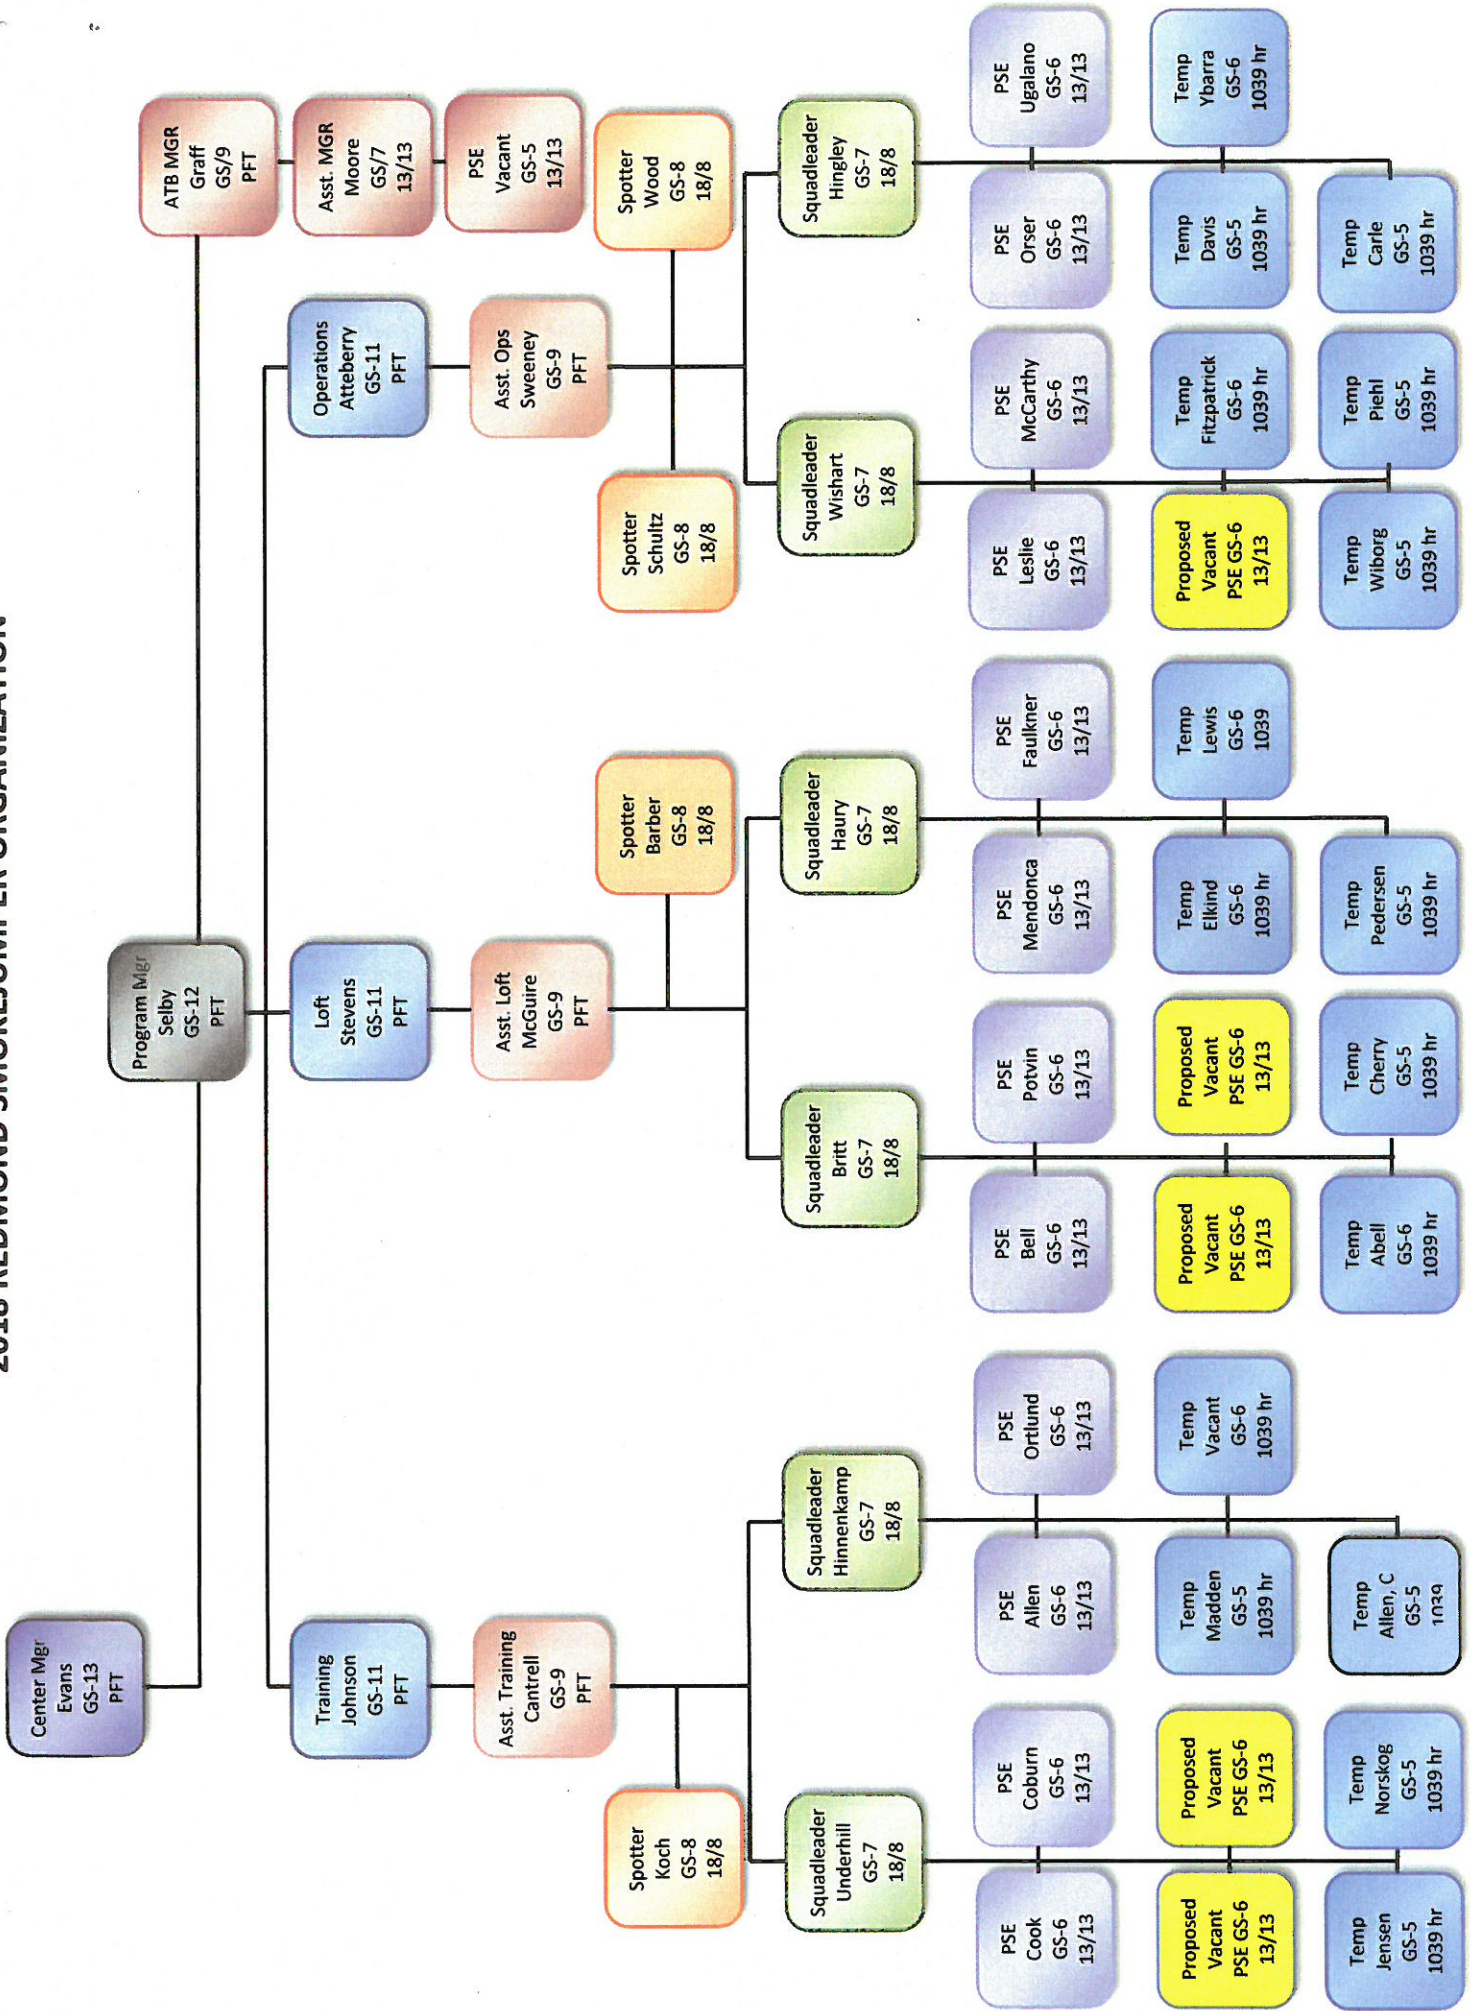 2018 REDMOND SMOKEJUMPER ORGANIZATION
Center Mgr
Evans
GS-13
PFT
Program Mgr
Selby
GS-12
PFT
ATB MGR
Graff
GS/9
PFT
Asst. MGR
Moore
GS/7
13/13
PSE
Vacant
GS-5
13/13
Training
Johnson
GS-11
PFT
Loft
Stevens
GS-11
PFT
Operations
Atteberry
GS-11
PFT
Asst. Training
Cantrell
GS-9
PFT
Asst. Loft
McGuire
GS-9
PFT
Asst. Ops
Sweeney
GS-9
PFT
Spotter
Koch
GS-8
18/8
Spotter
Barber
GS-8
18/8
Spotter
Schultz
GS-8
18/8
Spotter
Wood
GS-8
18/8
Squadleader
Underhill
GS-7
18/8
Squadleader
Hinnenkamp
GS-7
18/8
Squadleader
Britt
GS-7
18/8
Squadleader
Haury
GS-7
18/8
Squadleader
Wishart
GS-7
18/8
Squadleader
Hingley
GS-7
18/8
PSE
Cook
GS-6
13/13
PSE
Coburn
GS-6
13/13
PSE
Allen
GS-6
13/13
PSE
Ortlund
GS-6
13/13
PSE
Bell
GS-6
13/13
PSE
Potvin
GS-6
13/13
PSE
Mendonca
GS-6
13/13
PSE
Faulkner
GS-6
13/13
PSE
Leslie
GS-6
13/13
PSE
McCarthy
GS-6
13/13
PSE
Orser
GS-6
13/13
PSE
Ugalano
GS-6
13/13
Proposed
Vacant
PSE GS-6
13/13
Proposed
Vacant
PSE GS-6
13/13
Temp
Madden
GS-5
1039 hr
Temp
Vacant
GS-6
1039 hr
Proposed
Vacant
PSE GS-6
13/13
Proposed
Vacant
PSE GS-6
13/13
Temp
Elkind
GS-6
1039 hr
Temp
Lewis
GS-6
1039
Proposed
Vacant
PSE GS-6
13/13
Temp
Fitzpatrick
GS-6
1039 hr
Temp
Davis
GS-5
1039 hr
Temp
Ybarra
GS-6
1039 hr
Temp
Jensen
GS-5
1039 hr
Temp
Norskog
GS-5
1039 hr
Temp
Allen, C
GS-5
1039
Temp
Abell
GS-6
1039 hr
Temp
Cherry
GS-5
1039 hr
Temp
Pedersen
GS-5
1039 hr
Temp
Wiborg
GS-5
1039 hr
Temp
Piehl
GS-5
1039 hr
Temp
Carle
GS-5
1039 hr